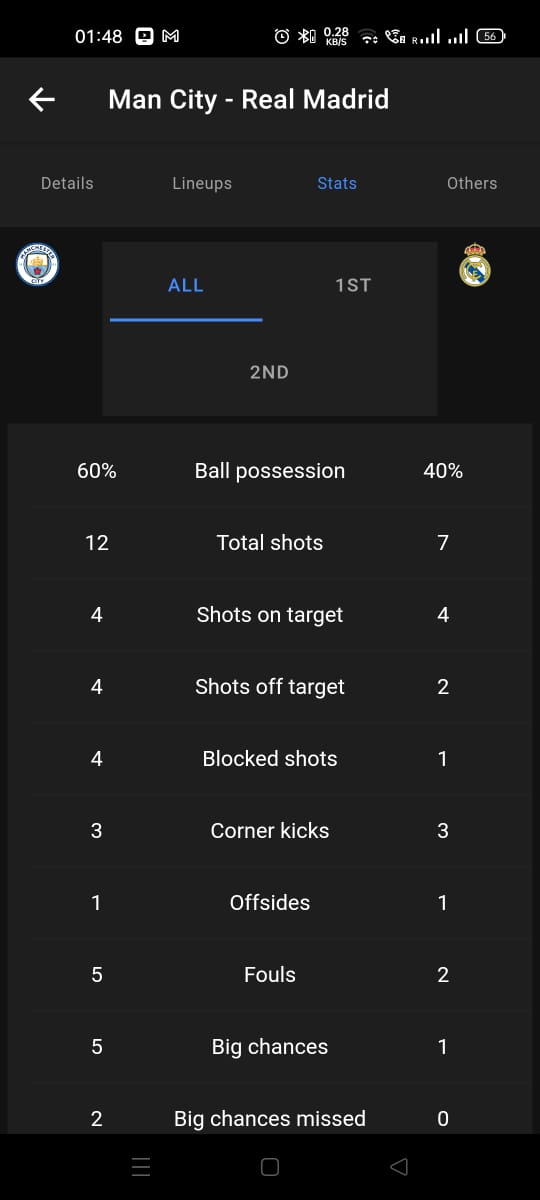 01:48 0.28 KB/S R 56
Man City - Real Madrid
Details Lineups Stats Others
MANCHESTER CITY
ALL 1ST
2ND
60% Ball possession 40%
12 Total shots 7
4 Shots on target 4
4 Shots off target 2
4 Blocked shots 1
3 Corner kicks 3
1 Offsides 1
5 Fouls 2
5 Big chances 1
2 Big chances missed 0